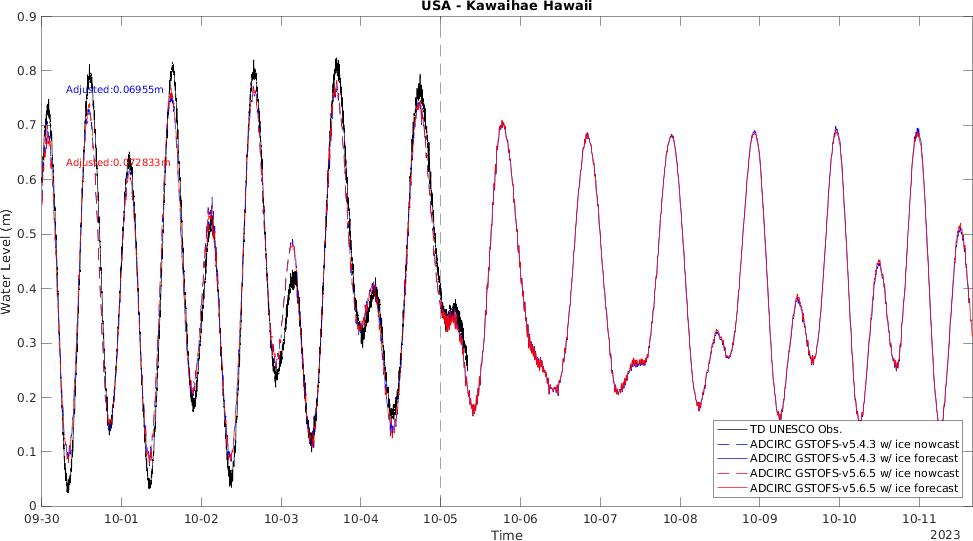 USA - Kawaihae Hawaii
0.9
0.8
Adjusted:0.06955m
0.7
Adjusted:0.072833m
0.6
0.5
0.4
0.3
0.2
0.1
0
Water Level (m)
TD UNESCO Obs.
ADCIRC GSTOFS-v5.4.3 w/ ice nowcast
ADCIRC GSTOFS-v5.4.3 w/ ice forecast
ADCIRC GSTOFS-v5.6.5 w/ ice nowcast
ADCIRC GSTOFS-v5.6.5 w/ ice forecast
09-30 10-01 10-02 10-03 10-04 10-05 10-06 10-07 10-08 10-09 10-10 10-11
Time
2023